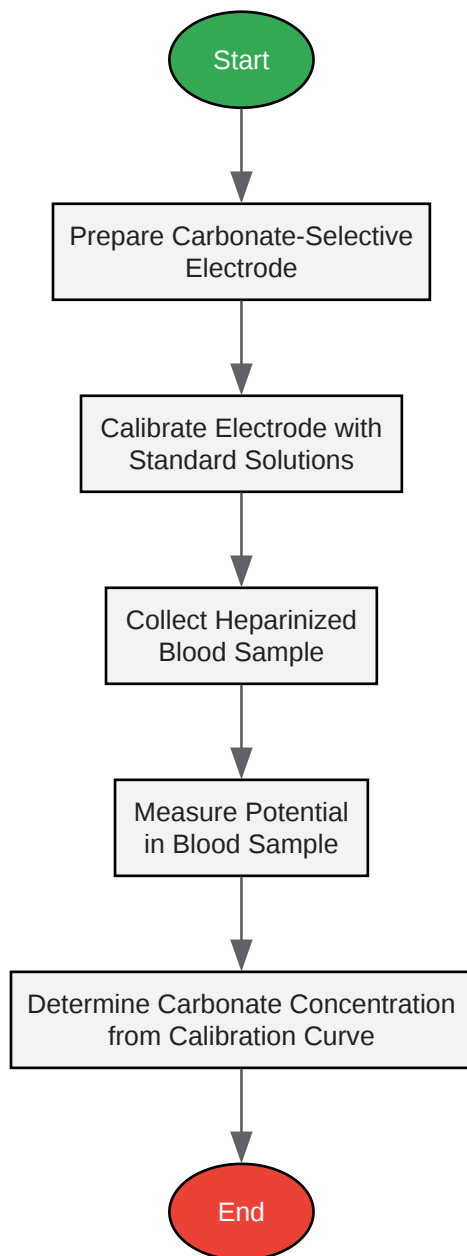 Start
Prepare Carbonate-Selective
Electrode
Calibrate Electrode with
Standard Solutions
Collect Heparinized
Blood Sample
Measure Potential
in Blood Sample
Determine Carbonate Concentration
from Calibration Curve
End